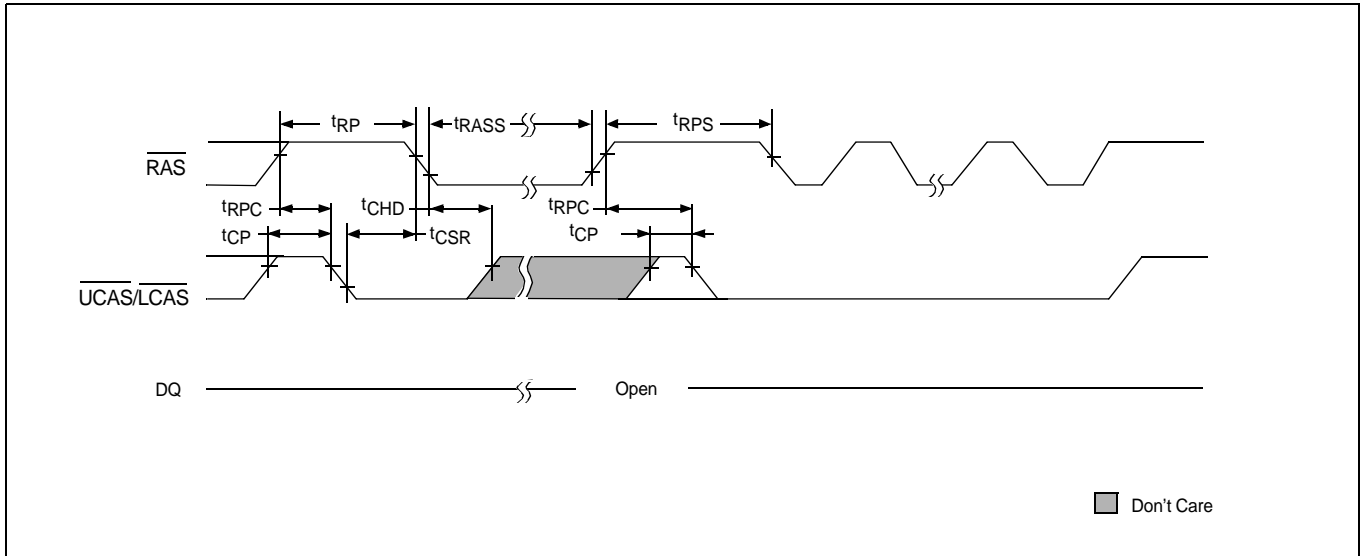 tRP
tRASS
tRPS
RAS
tRPC
tCHD
tRPC
tCP
tCSR
tCP
UCAS/LCAS
DQ
Open
Don't Care